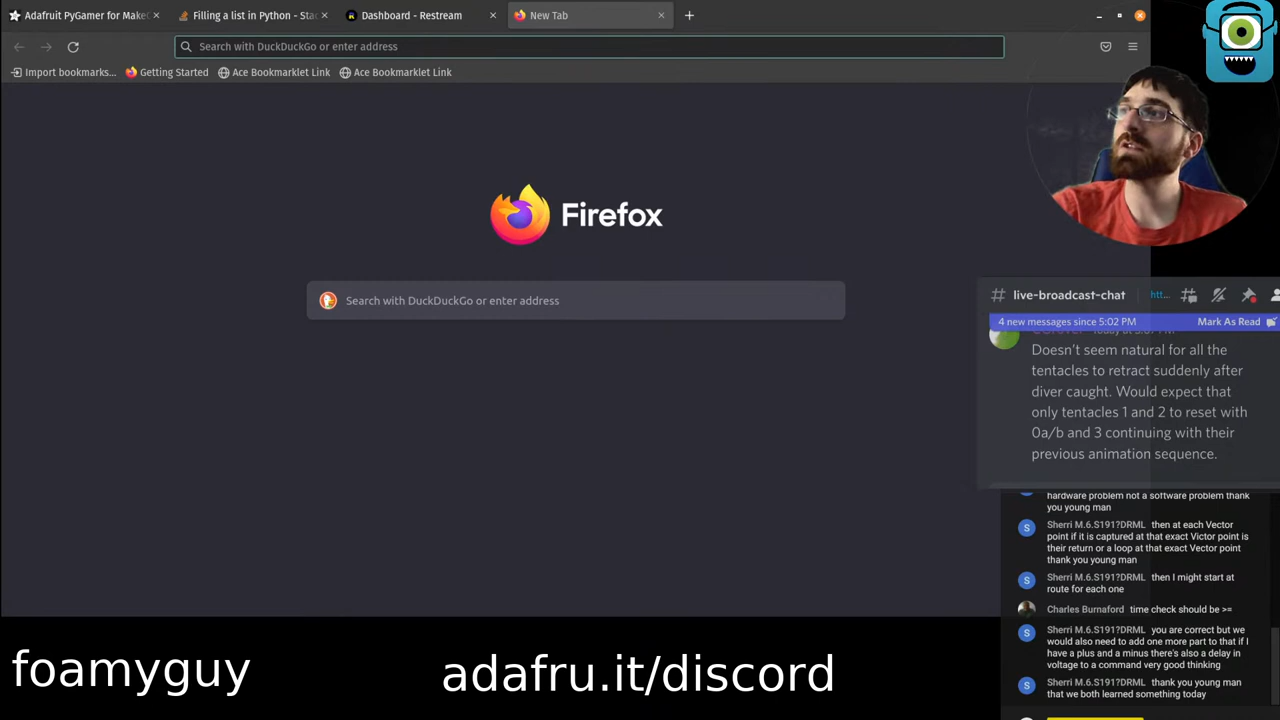 Adafruit PyGamer for MakeC
Filling a list in Python - Stac
Dashboard - Restream
New Tab
Search with DuckDuckGo or enter address
Import bookmarks...
Getting Started
Ace Bookmarklet Link
Ace Bookmarklet Link
Firefox
Search with DuckDuckGo or enter address
# live-broadcast-chat
htt...
4 new messages since 5:02 PM
Mark As Read
Doesn't seem natural for all the
tentacles to retract suddenly after
diver caught. Would expect that
only tentacles 1 and 2 to reset with
0a/b and 3 continuing with their
previous animation sequence.
hardware problem not a software problem thank
you young man
S
Sherri M.6.S191?DRML then at each Vector
point if it is captured at that exact Victor point is
their return or a loop at that exact Vector point
thank you young man
S
Sherri M.6.S191?DRML then I might start at
route for each one
Charles Burnaford time check should be >=
S
Sherri M.6.S191?DRML you are correct but we
would also need to add one more part to that if I
have a plus and a minus there's also a delay in
voltage to a command very good thinking
S
Sherri M.6.S191?DRML thank you young man
that we both learned something today
foamyguy
adafru.it/discord